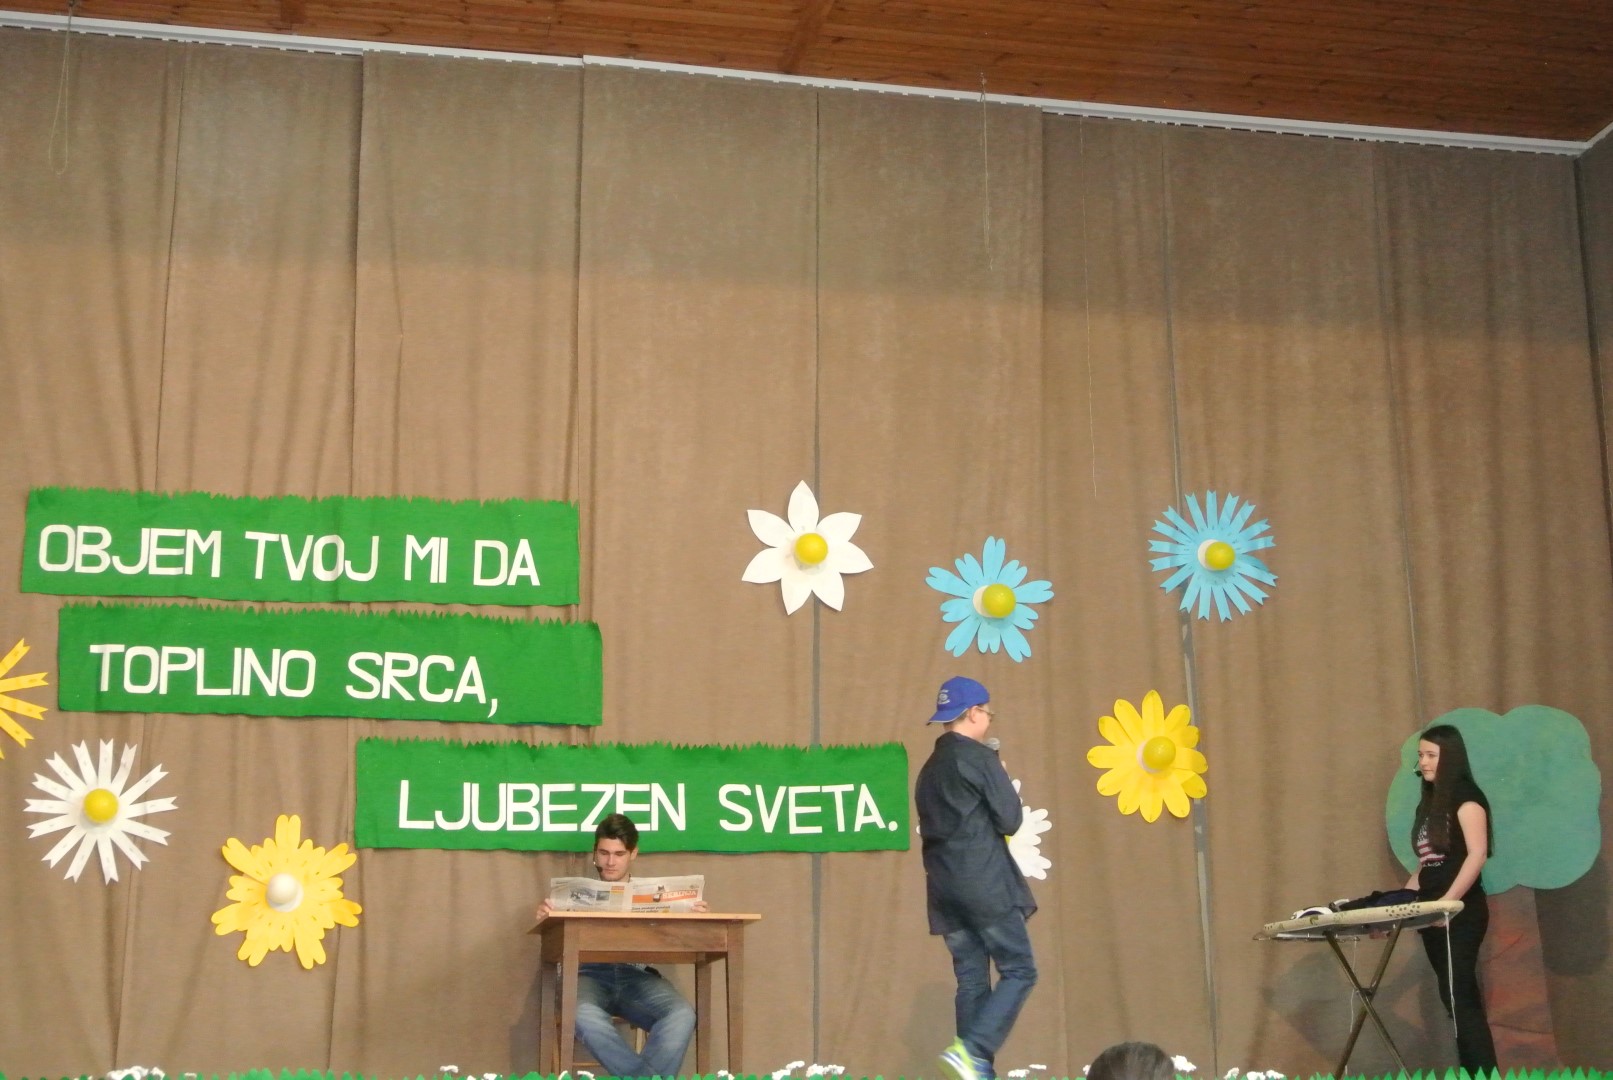 OBJEM TVOJ MI DA
TOPLINO SRCA,
LJUBEZEN SVETA.